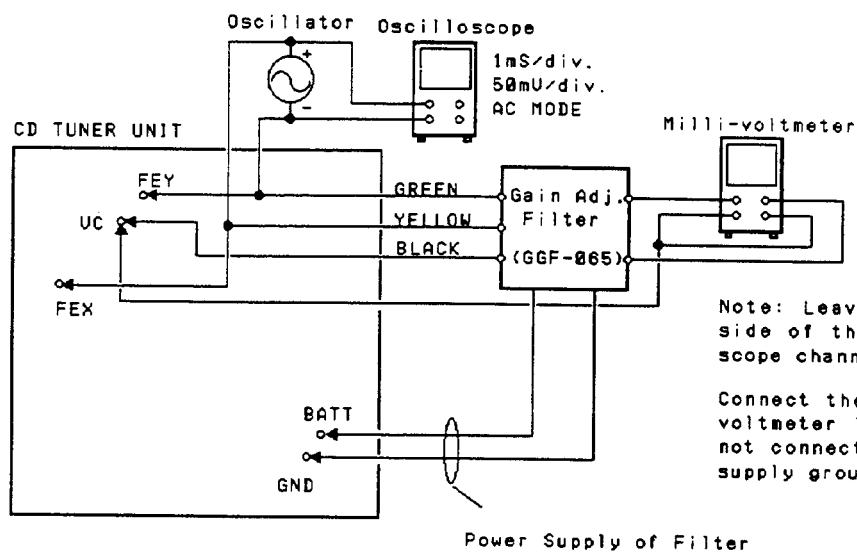 Oscillator
Oscilloscope
+
-
1mS/div.
50mV/div.
AC MODE
CD TUNER UNIT
Milli-voltmeter
FEY
GREEN
Gain Adj.
VC
YELLOW
Filter
BLACK
(GGF-065)
FEX
Note: Leav
side of th
scope chann
BATT
Connect the
voltmeter
not connect
GND
supply grou
Power Supply of Filter